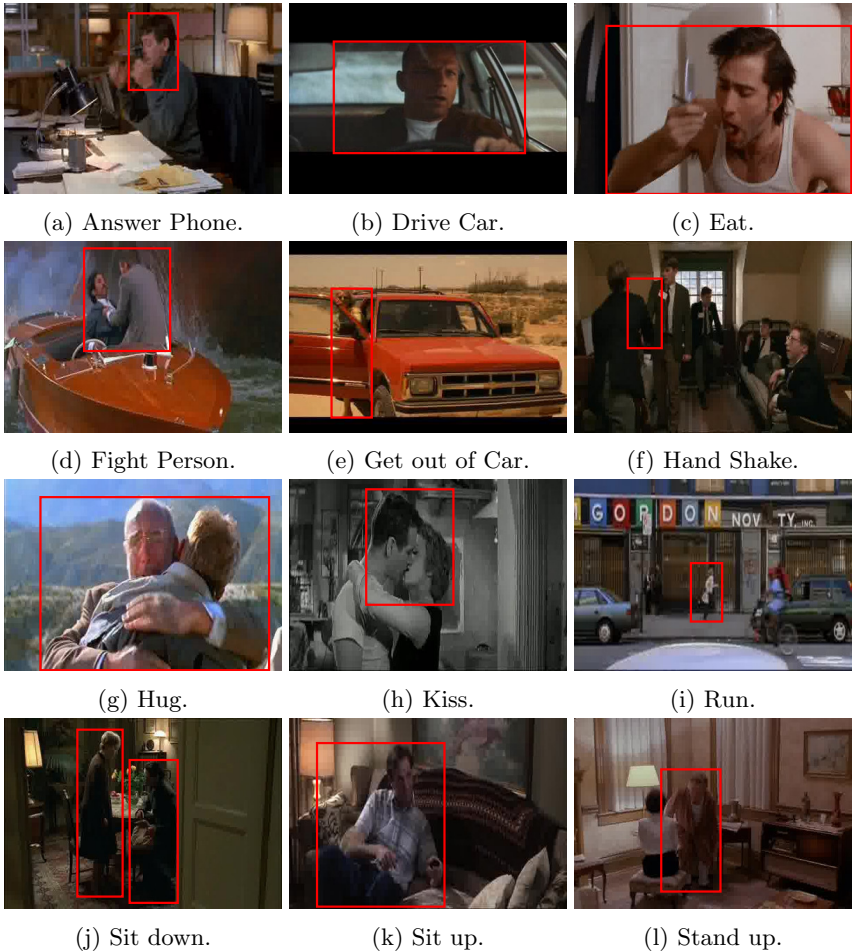 (a) Answer Phone.
(b) Drive Car.
(c) Eat.
(d) Fight Person.
(e) Get out of Car.
(f) Hand Shake.
GORDON NOV TY, INC.
(g) Hug.
(h) Kiss.
(i) Run.
(j) Sit down.
(k) Sit up.
(l) Stand up.